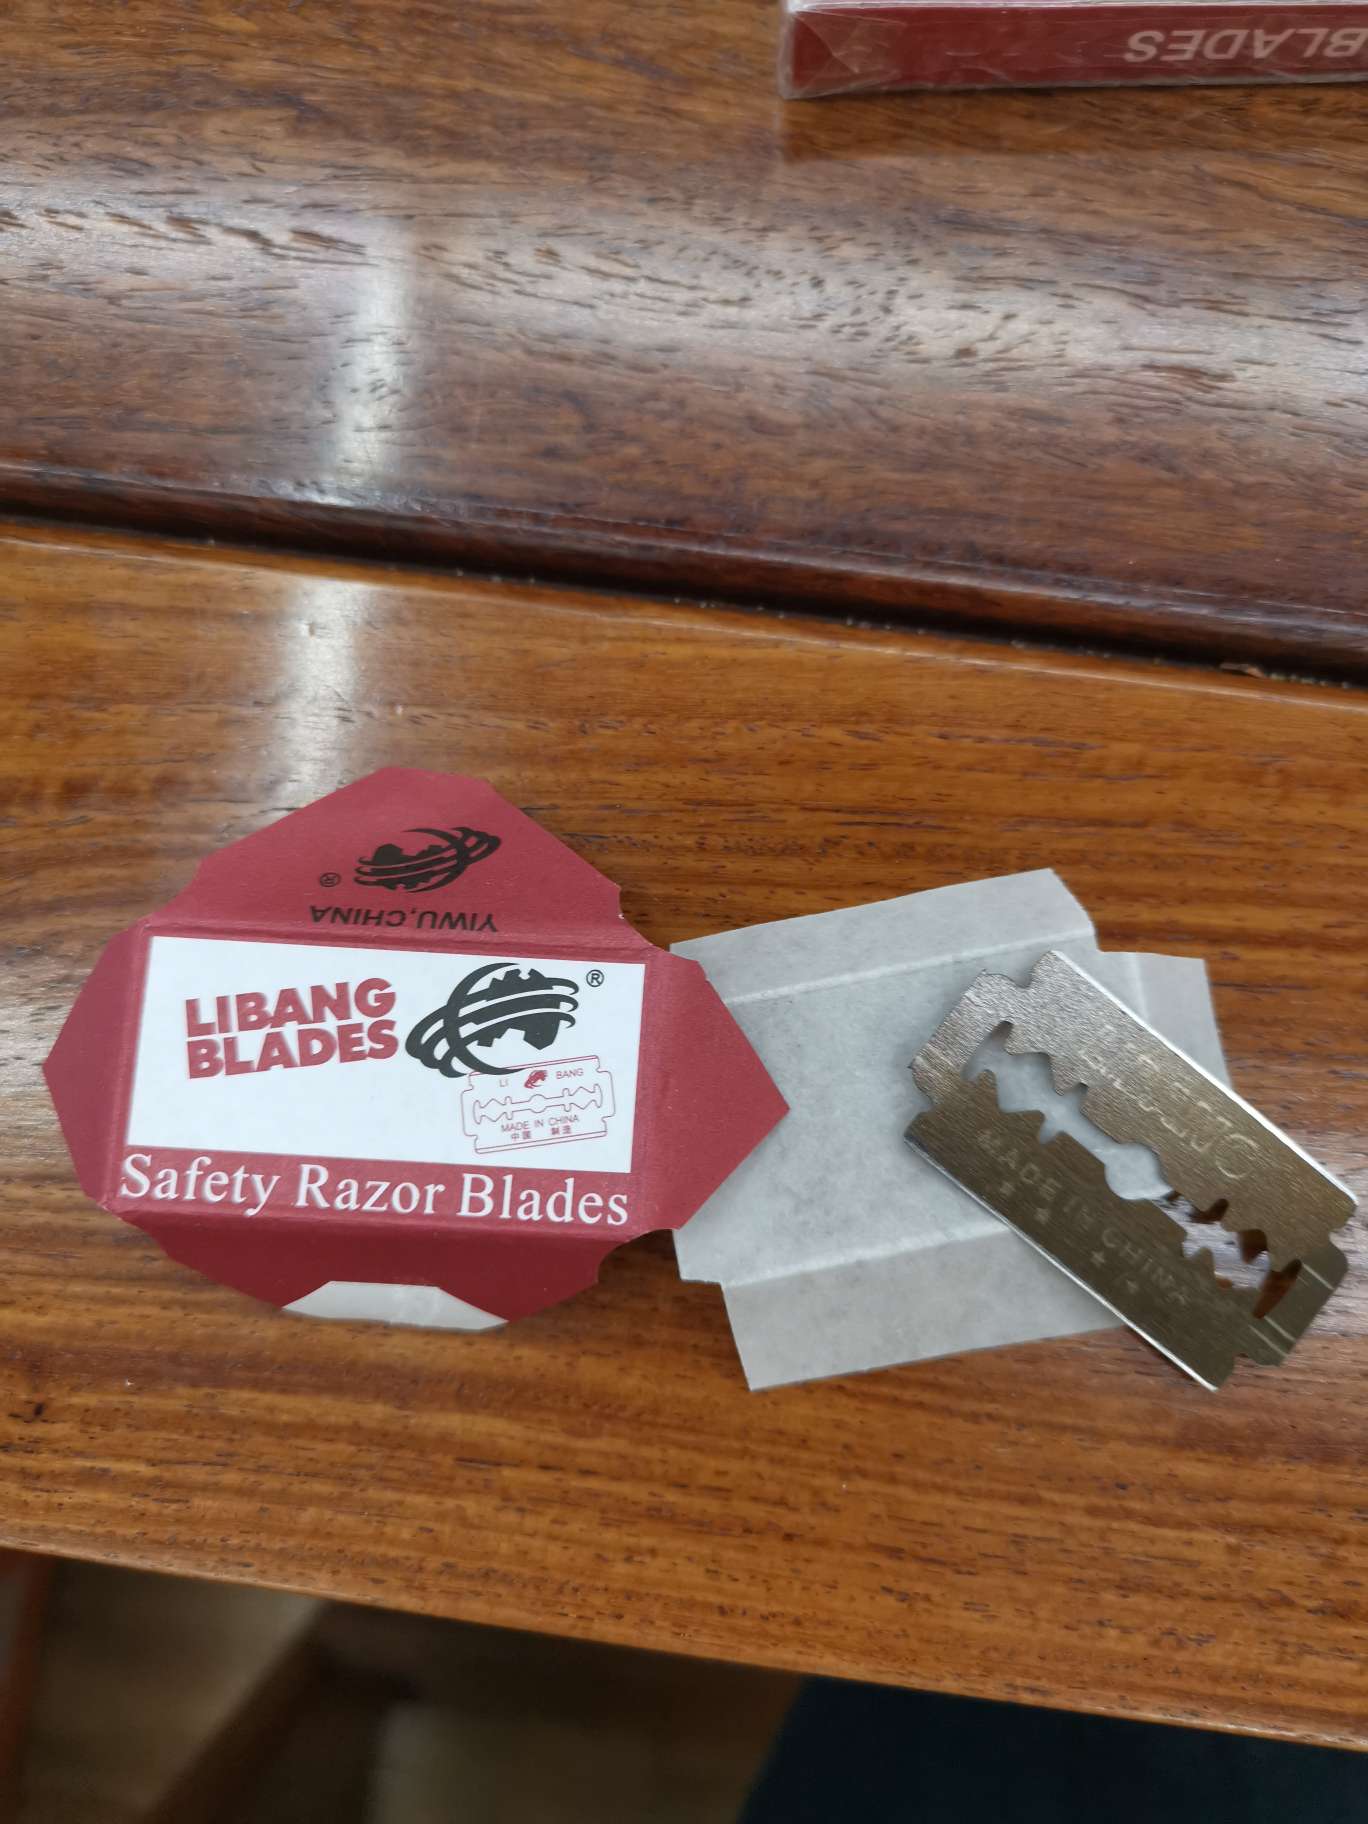 BLADES
YIWU,CHINA
®
LIBANG
BLADES
®
LI BANG
MADE IN CHINA
中国 制造
Safety Razor Blades
MADE IN CHINA